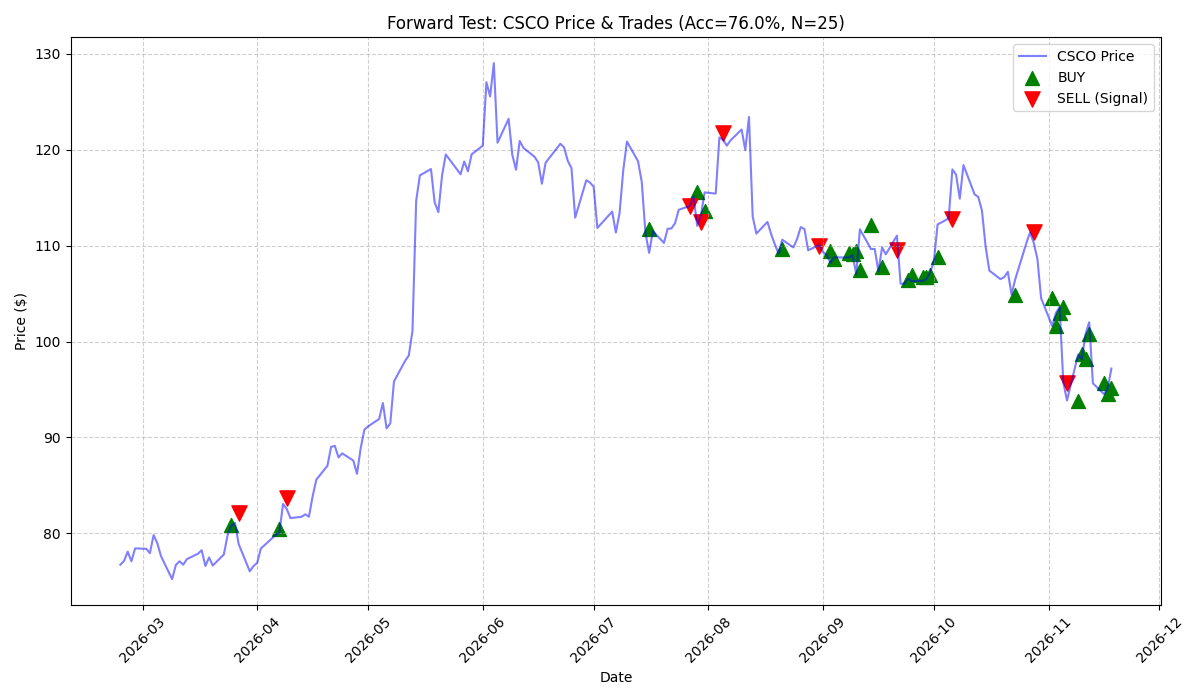 Forward Test: CSCO Price & Trades (Acc=76.0%, N=25)
CSCO Price
BUY
SELL (Signal)
Price ($)
130
120
110
100
90
80
2026-03
2026-04
2026-05
2026-06
2026-07
2026-08
2026-09
2026-10
2026-11
2026-12
Date